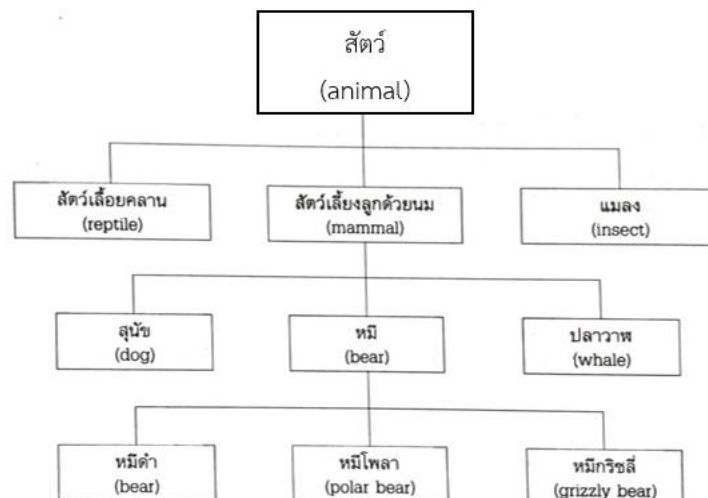 สัตว์
(animal)
สัตว์เลื้อยคลาน
(reptile)
สัตว์เลี้ยงลูกด้วยนม
(mammal)
แมลง
(insect)
สุนัข
(dog)
หมี
(bear)
ปลาวาฬ
(whale)
หมีดำ
(bear)
หมีโพลา
(polar bear)
หมีกริซลี่
(grizzly bear)